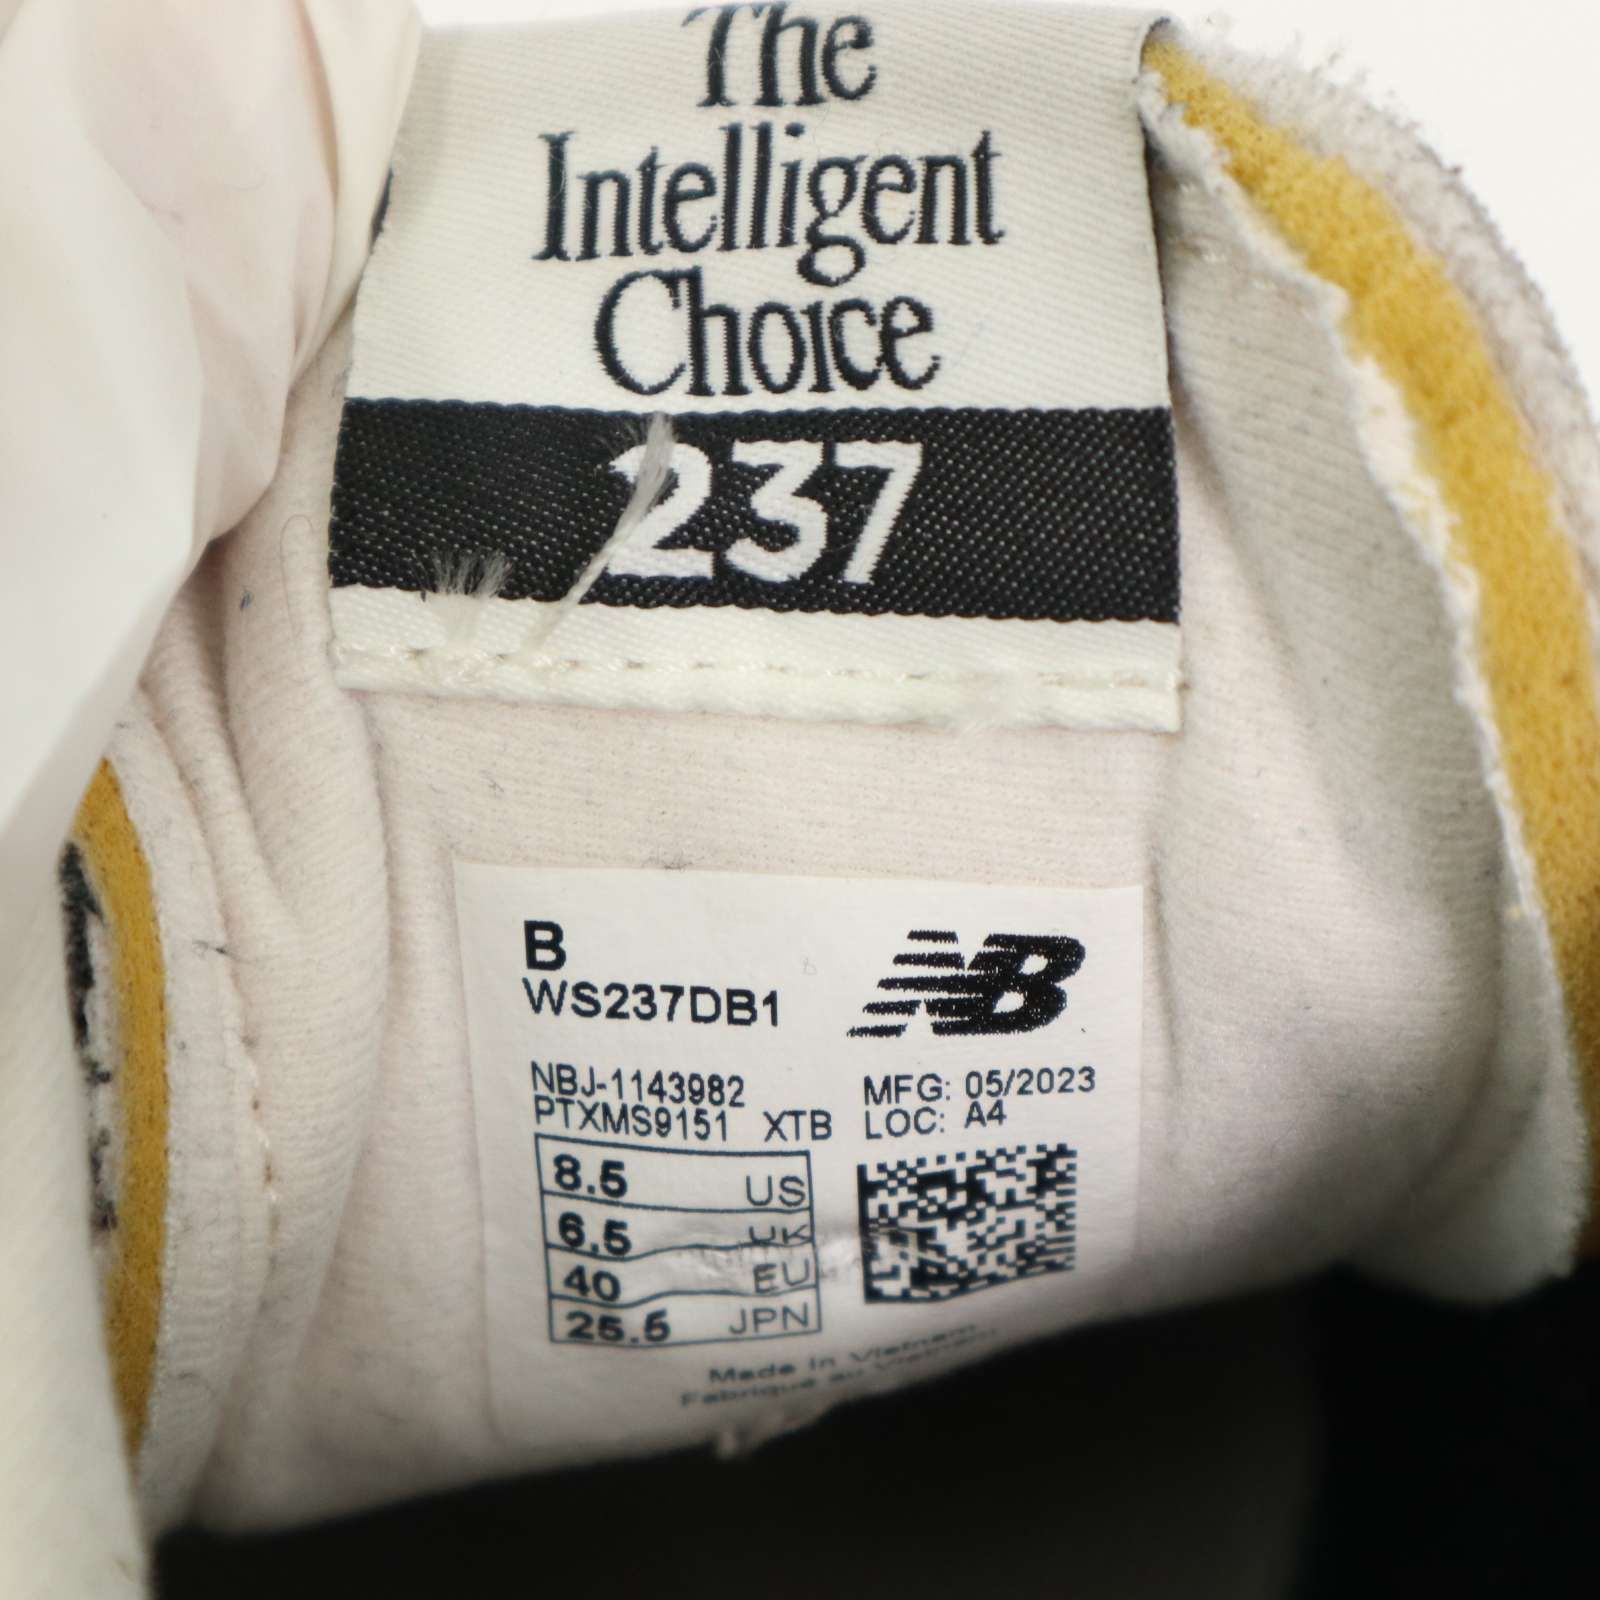 The
Intelligent
Choice
237
B
WS237DB1
NB
NBJ-1143982
PTXMS9151 XTB
MFG: 05/2023
LOC: A4
8.5 US
6.5 UK
40 EU
25.5 JPN
Made in Vietnam
Fabriqué au Vietnam